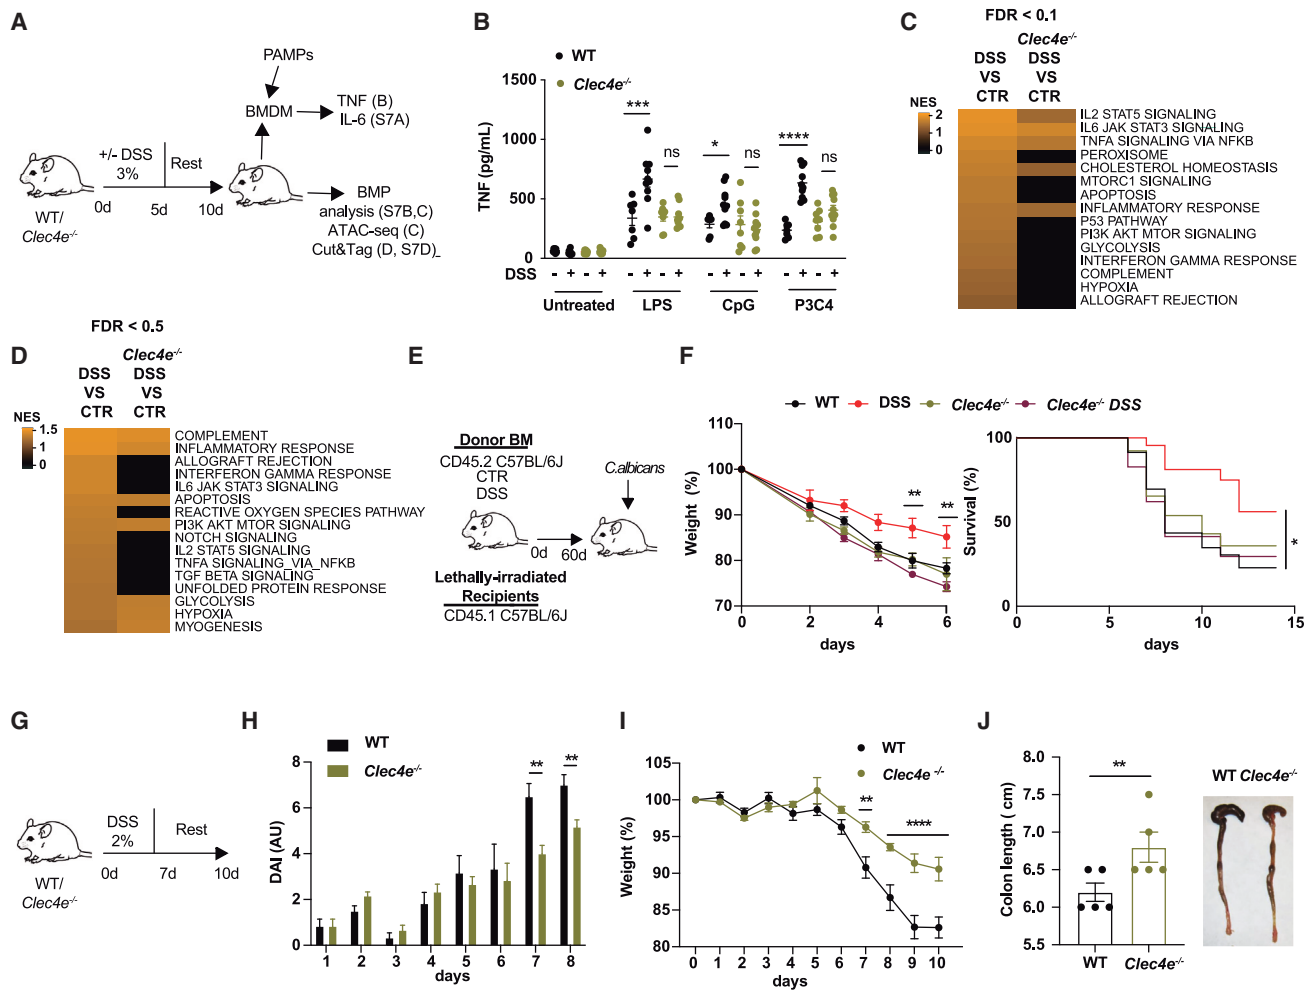 A
PAMPs
BMDM
TNF (B)
IL-6 (S7A)
+/- DSS
3%
Rest
0d
5d
10d
WT/
Clec4e-/-
BMP
analysis (S7B,C)
ATAC-seq (C)
Cut&Tag (D, S7D)_
B
WT
Clec4e-/-
TNF (pg/mL)
1500
1000
500
0
***
ns
*
ns
****
ns
DSS
- + - + - + - + - + - + - + - +
Untreated
LPS
CpG
P3C4
C
FDR < 0.1
Clec4e-/-
DSS DSS
VS VS
CTR CTR
NES
2
1
0
IL2 STAT5 SIGNALING
IL6 JAK STAT3 SIGNALING
TNFA SIGNALING VIA NFKB
PEROXISOME
CHOLESTEROL HOMEOSTASIS
MTORC1 SIGNALING
APOPTOSIS
INFLAMMATORY RESPONSE
P53 PATHWAY
PI3K AKT MTOR SIGNALING
GLYCOLYSIS
INTERFERON GAMMA RESPONSE
COMPLEMENT
HYPOXIA
ALLOGRAFT REJECTION
D
FDR < 0.5
Clec4e-/-
DSS DSS
VS VS
CTR CTR
NES
1.5
1
0
COMPLEMENT
INFLAMMATORY RESPONSE
ALLOGRAFT REJECTION
INTERFERON GAMMA RESPONSE
IL6 JAK STAT3 SIGNALING
APOPTOSIS
REACTIVE OXYGEN SPECIES PATHWAY
PI3K AKT MTOR SIGNALING
NOTCH SIGNALING
IL2 STAT5 SIGNALING
TNFA SIGNALING_VIA_NFKB
TGF BETA SIGNALING
UNFOLDED PROTEIN RESPONSE
GLYCOLYSIS
HYPOXIA
MYOGENESIS
E
Donor BM
CD45.2 C57BL/6J
CTR
DSS
C.albicans
0d
60d
Lethally-irradiated
Recipients
CD45.1 C57BL/6J
F
WT
DSS
Clec4e-/-
Clec4e-/- DSS
Weight (%)
110
100
90
80
70
**
**
0 2 4 6
days
Survival (%)
100
50
0
*
0 5 10 15
days
G
DSS
2%
Rest
0d
7d
10d
WT/
Clec4e-/-
H
WT
Clec4e-/-
DAI (AU)
8
6
4
2
0
**
**
1 2 3 4 5 6 7 8
days
I
WT
Clec4e -/-
Weight (%)
105
100
95
90
85
80
**
****
0 1 2 3 4 5 6 7 8 9 10
days
J
Colon length ( cm)
8.0
7.5
7.0
6.5
6.0
5.5
**
WT
Clec4e-/-
WT Clec4e-/-